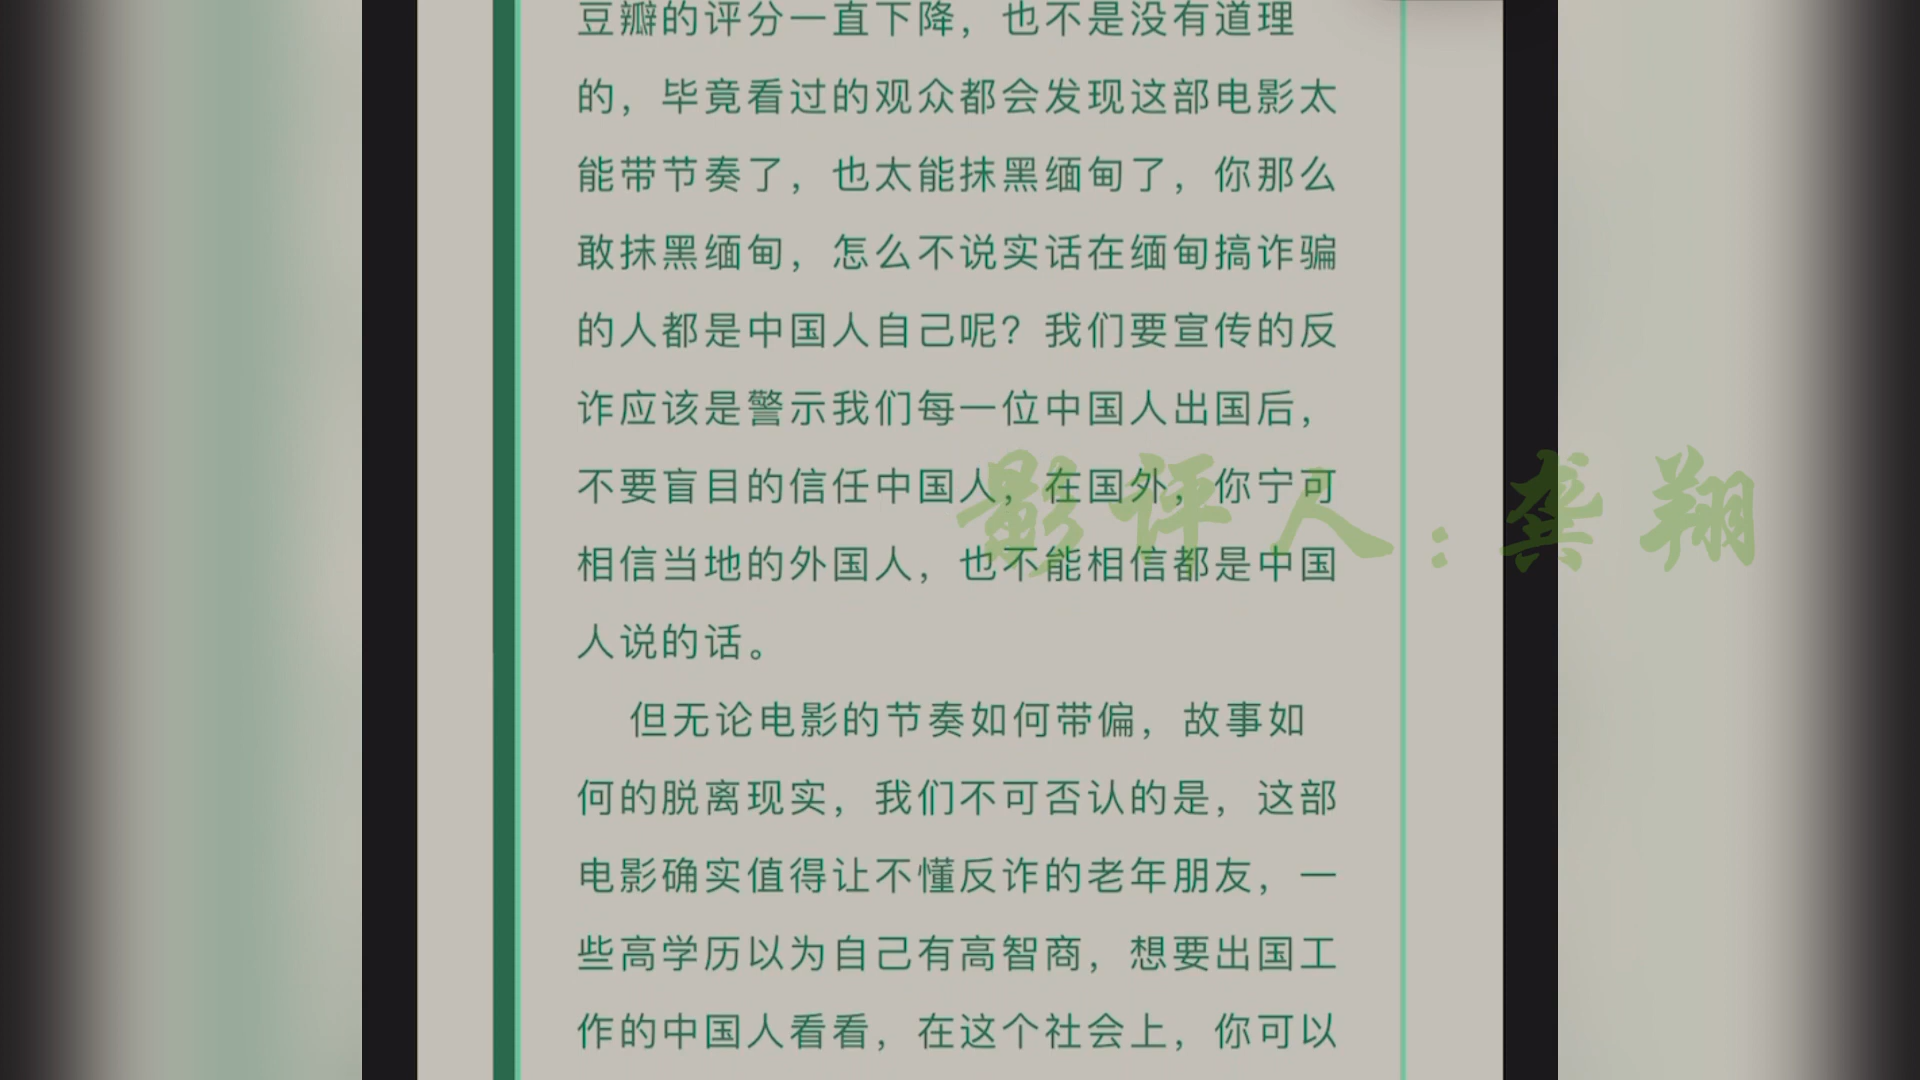 豆瓣的评分一直下降，也不是没有道理
的，毕竟看过的观众都会发现这部电影太
能带节奏了，也太能抹黑缅甸了，你那么
敢抹黑缅甸，怎么不说实话在缅甸搞诈骗
的人都是中国人自己呢？我们要宣传的反
诈应该是警示我们每一位中国人出国后，
不要盲目的信任中国人，在国外，你宁可
相信当地的外国人，也不能相信都是中国
人说的话。
但无论电影的节奏如何带偏，故事如
何的脱离现实，我们不可否认的是，这部
电影确实值得让不懂反诈的老年朋友，一
些高学历以为自己有高智商，想要出国工
作的中国人看看，在这个社会上，你可以
影评人：龚翔